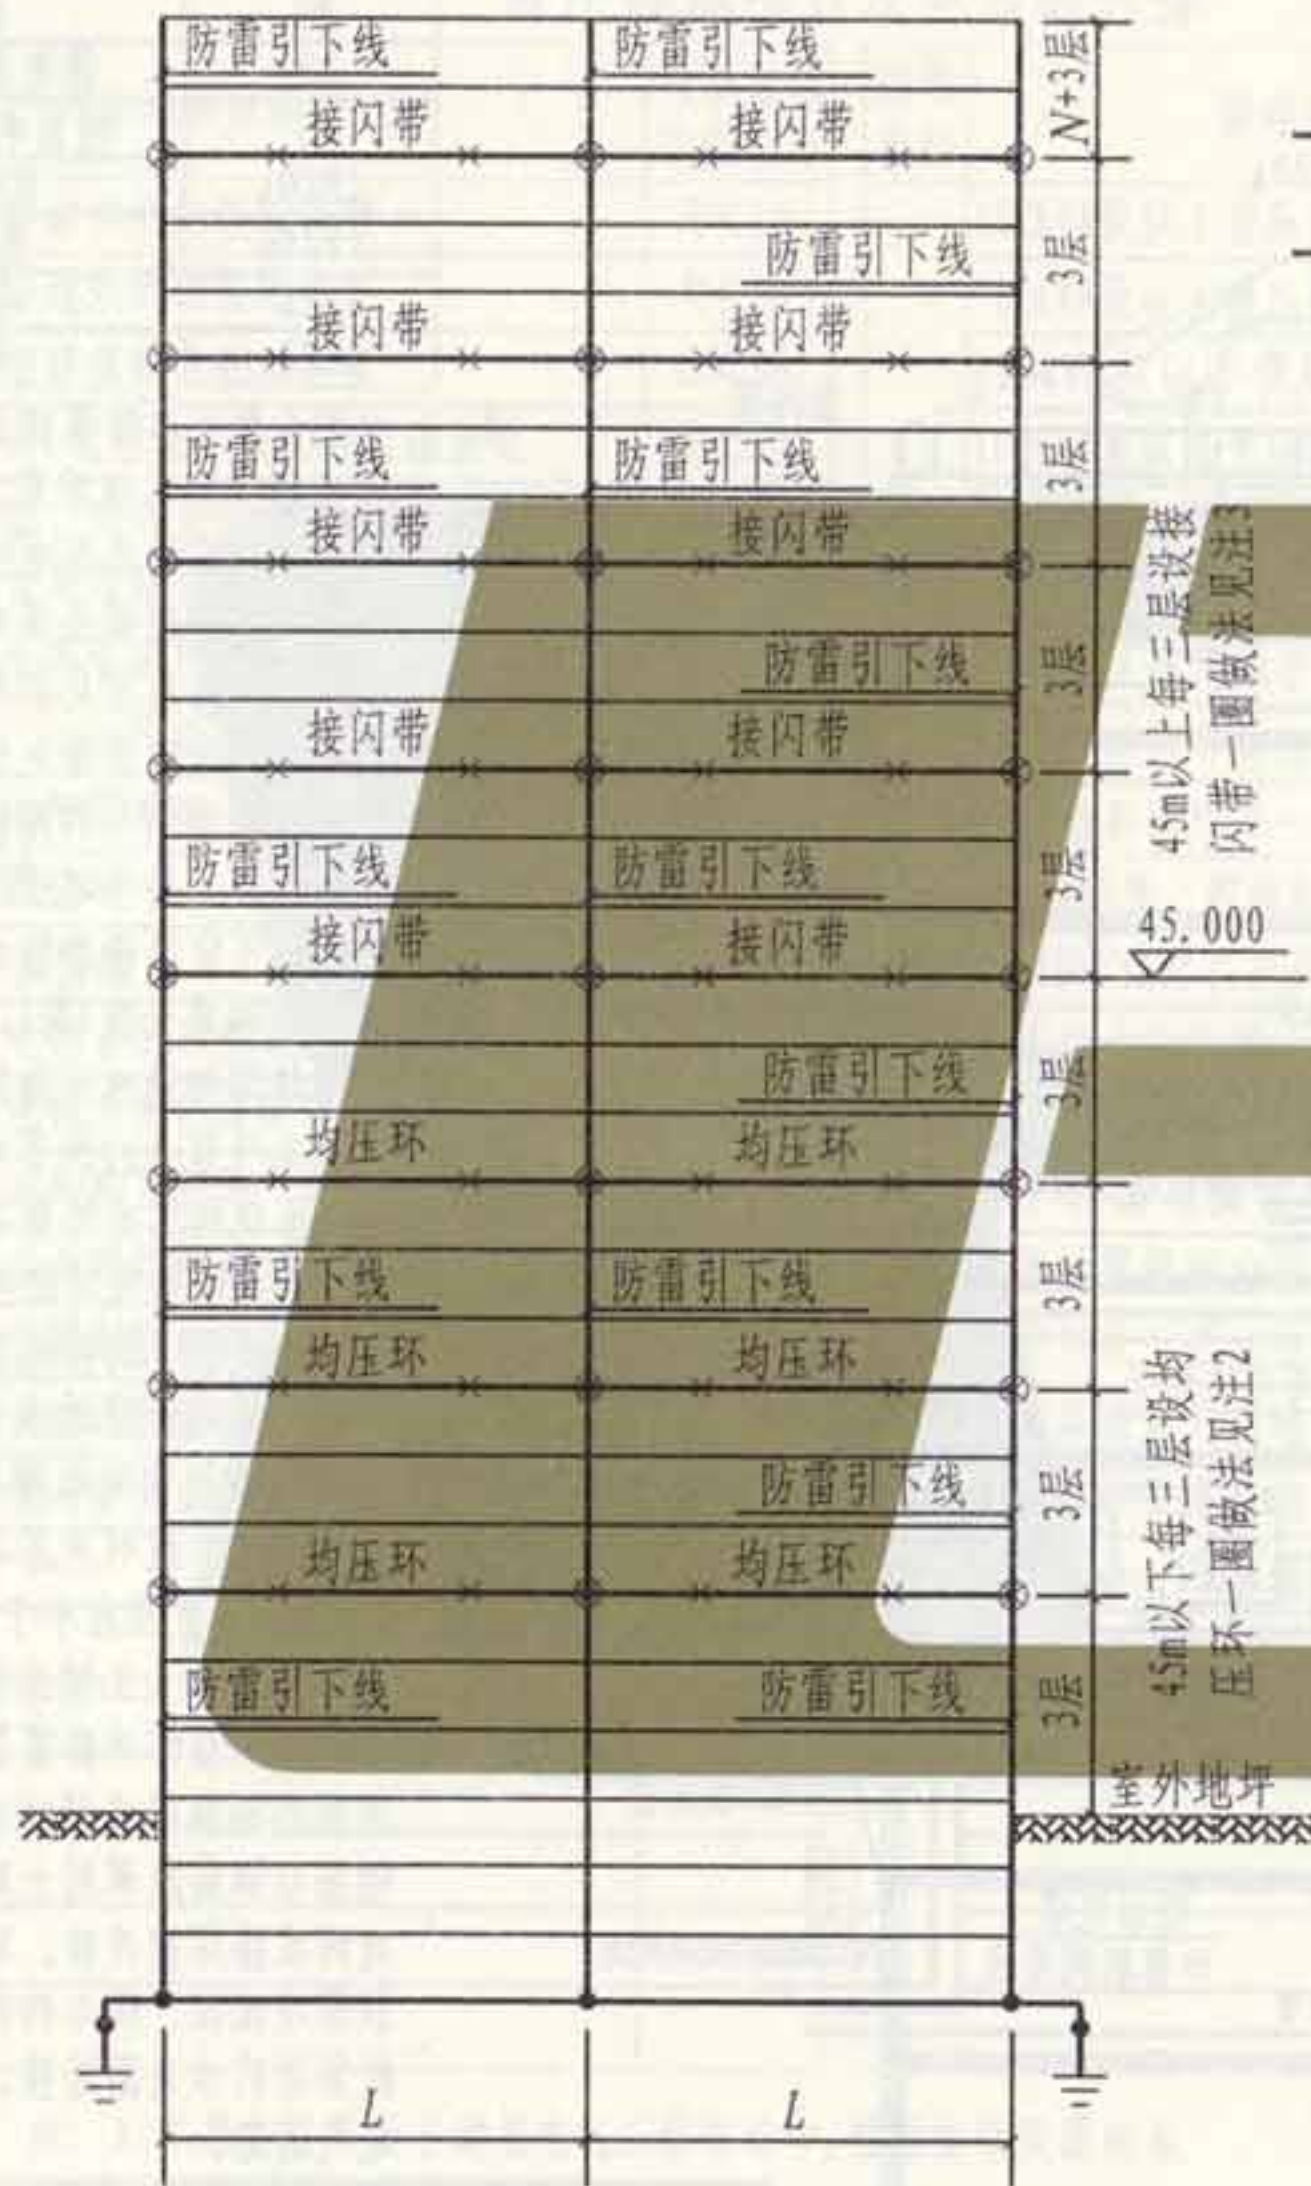 防雷引下线 防雷引下线 N+3层
接闪带 接闪带
防雷引下线 3层
接闪带 接闪带
防雷引下线 防雷引下线 3层
接闪带 接闪带
防雷引下线 3层
接闪带 接闪带
45m以上每三层设接
闪带一圈做法见注3
防雷引下线 防雷引下线 3层
接闪带 接闪带 45.000
防雷引下线 3层
均压环 均压环
防雷引下线 防雷引下线 3层
均压环 均压环
防雷引下线 3层
均压环 均压环
45m以下每三层设均
压环一圈做法见注2
防雷引下线 防雷引下线 3层
室外地坪
L L